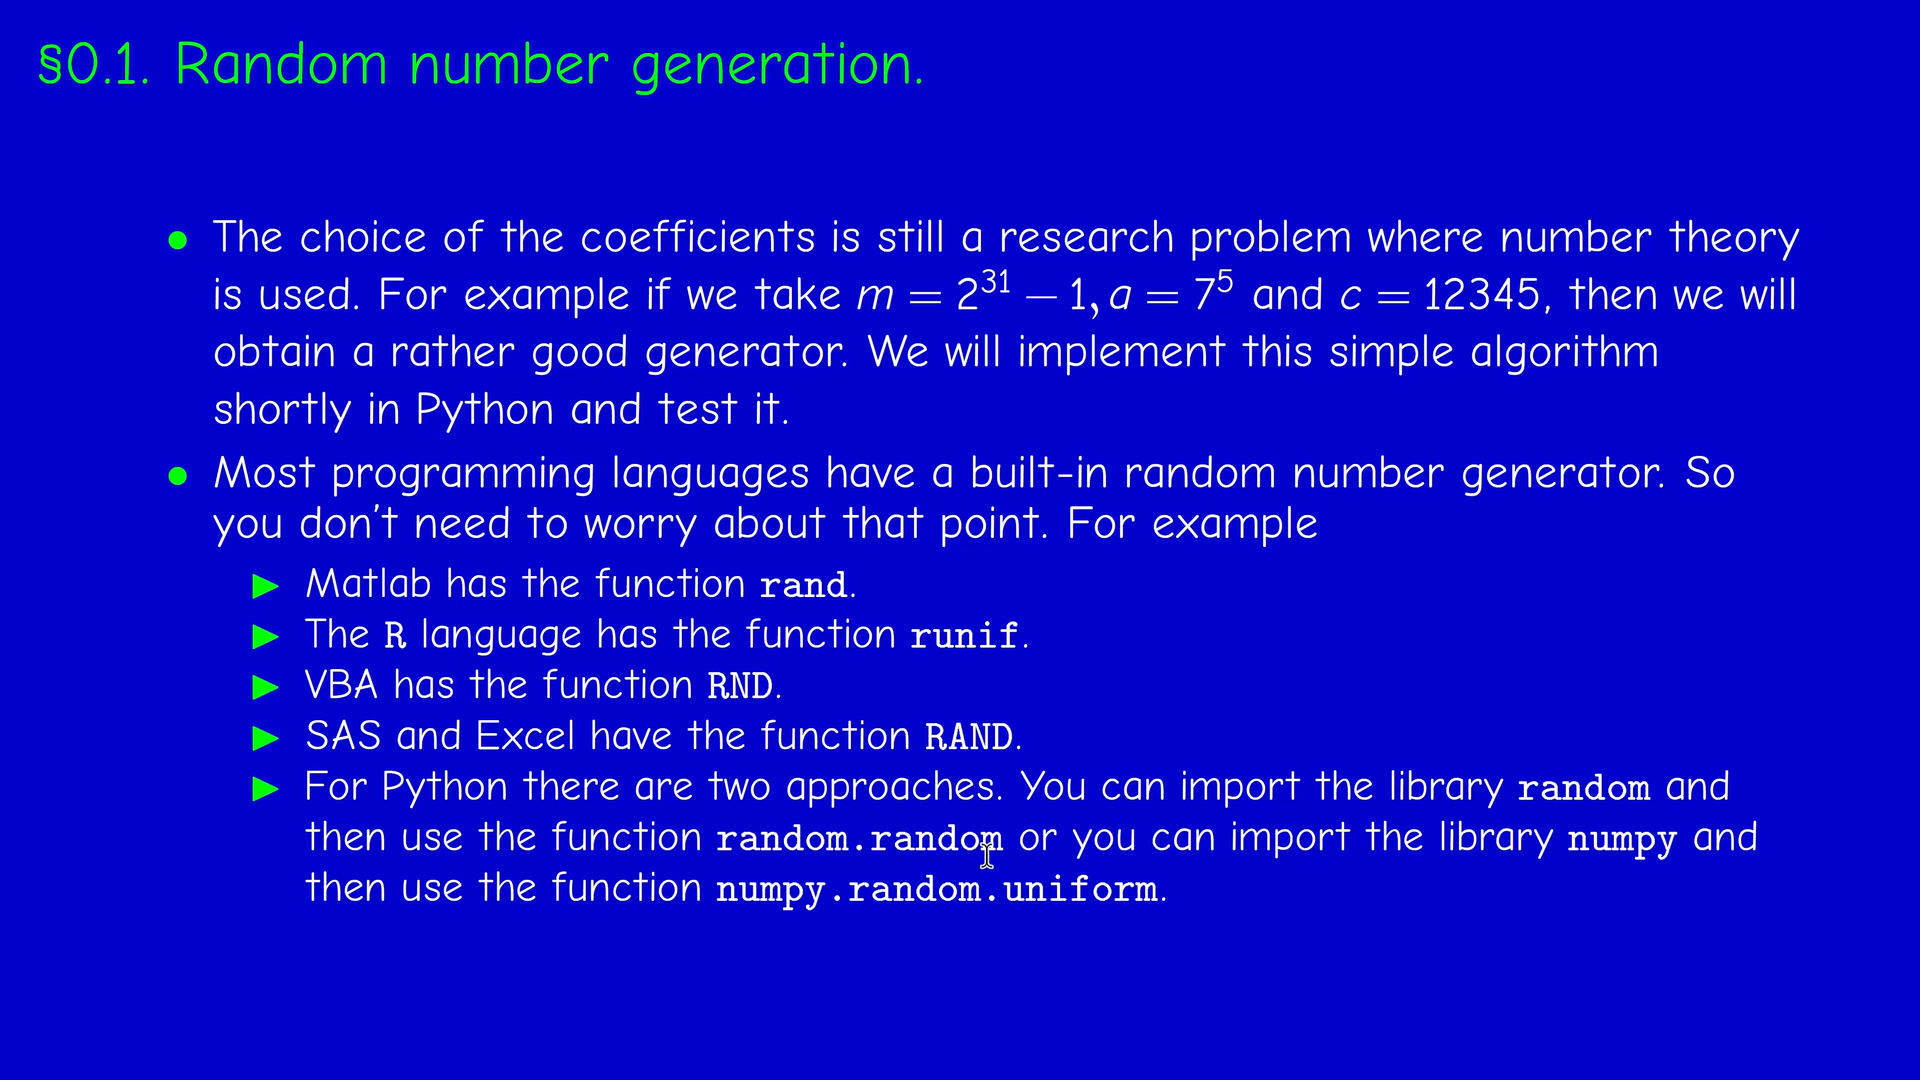 §0.1. Random number generation.
• The choice of the coefficients is still a research problem where number theory
is used. For example if we take m = 2^31 − 1, a = 7^5 and c = 12345, then we will
obtain a rather good generator. We will implement this simple algorithm
shortly in Python and test it.
• Most programming languages have a built-in random number generator. So
you don't need to worry about that point. For example
▶ Matlab has the function rand.
▶ The R language has the function runif.
▶ VBA has the function RND.
▶ SAS and Excel have the function RAND.
▶ For Python there are two approaches. You can import the library random and
then use the function random.random or you can import the library numpy and
then use the function numpy.random.uniform.